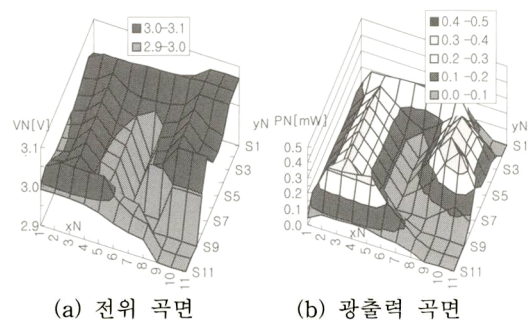 3.0-3.1
2.9-3.0
VN[V]
3.1
3.0
2.9
1 2 3 4 5 6 7 8 9 10 11
xN
yN
S1
S3
S5
S7
S9
S11
(a) 전위 곡면
0.4 -0.5
0.3 -0.4
0.2 -0.3
0.1 -0.2
0.0 -0.1
PN[mW]
0.5
0.4
0.3
0.2
0.1
0.0
1 2 3 4 5 6 7 8 9 10 11
xN
yN
S1
S3
S5
S7
S9
S11
(b) 광출력 곡면